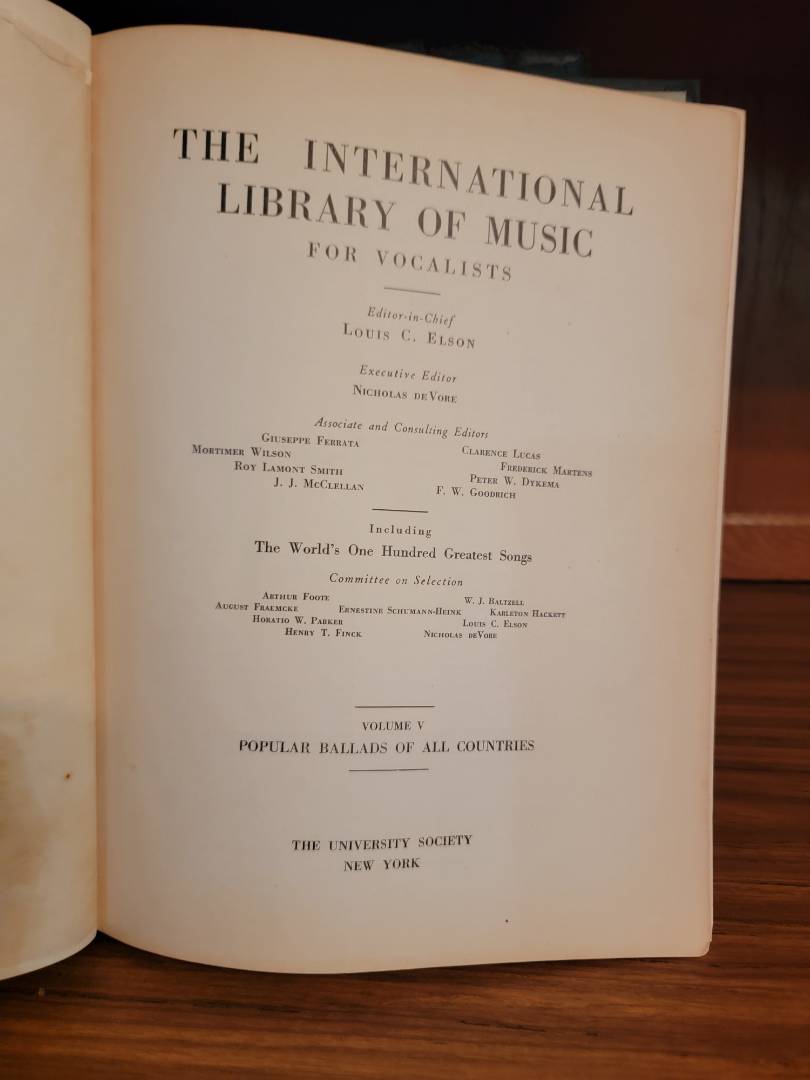 THE INTERNATIONAL
LIBRARY OF MUSIC
FOR VOCALISTS
Editor-in-Chief
LOUIS C. ELSON
Executive Editor
NICHOLAS DEVORE
Associate and Consulting Editors
GIUSEPPE FERRATA CLARENCE LUCAS
MORTIMER WILSON FREDERICK MARTENS
ROY LAMONT SMITH PETER W. DYKEMA
J. J. MCCLELLAN F. W. GOODRICH
Including
The World's One Hundred Greatest Songs
Committee on Selection
ARTHUR FOOTE W. J. BALTZELL
AUGUST FRAEMCKE ERNESTINE SCHUMANN-HEINK KARLETON HACKETT
HORATIO W. PARKER LOUIS C. ELSON
HENRY T. FINCK NICHOLAS DEVORE
VOLUME V
POPULAR BALLADS OF ALL COUNTRIES
THE UNIVERSITY SOCIETY
NEW YORK